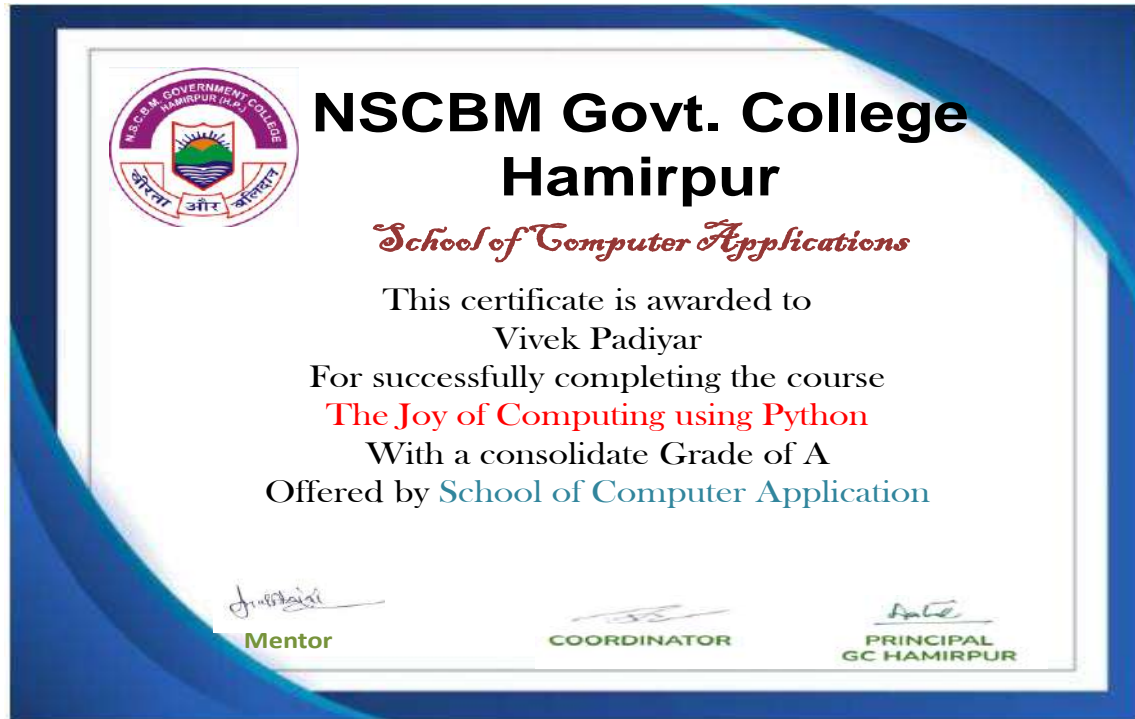 N.S.C.B.M. GOVERNMENT COLLEGE
HAMIRPUR (H.P.)
वीरता और बलिदान
NSCBM Govt. College
Hamirpur
School of Computer Applications
This certificate is awarded to
Vivek Padiyar
For successfully completing the course
The Joy of Computing using Python
With a consolidate Grade of A
Offered by School of Computer Application
Mentor
COORDINATOR
PRINCIPAL
GC HAMIRPUR